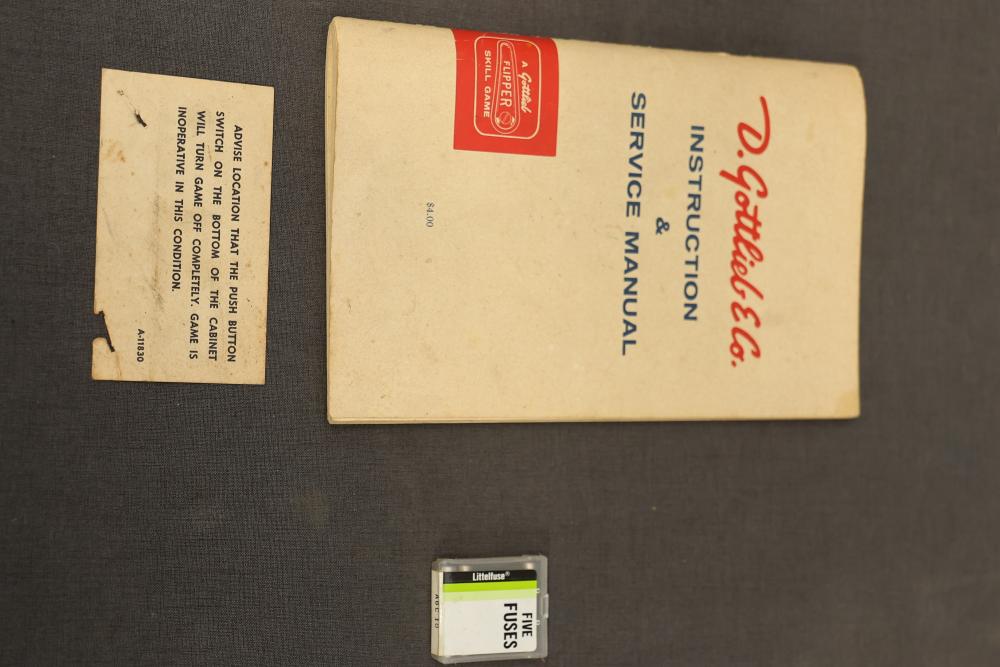 D. Gottlieb & Co.
INSTRUCTION
&
SERVICE MANUAL
$4.00
A Gottlieb
FLIPPER
SKILL GAME
ADVISE LOCATION THAT THE PUSH BUTTON
SWITCH ON THE BOTTOM OF THE CABINET
WILL TURN GAME OFF COMPLETELY. GAME IS
INOPERATIVE IN THIS CONDITION.
A-11830
Littelfuse®
FIVE
FUSES
AGC 10